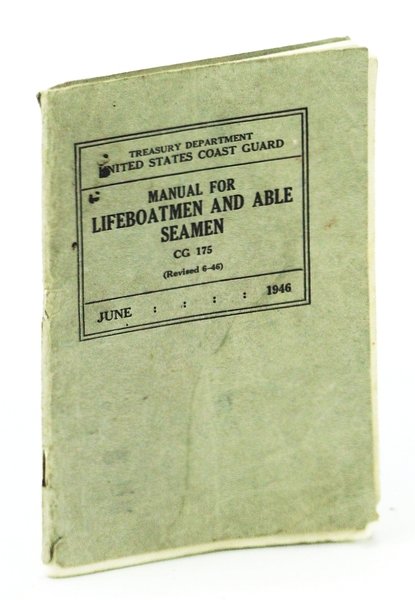 TREASURY DEPARTMENT
UNITED STATES COAST GUARD
MANUAL FOR
LIFEBOATMEN AND ABLE
SEAMEN
CG 175
(Revised 6-46)
JUNE : : : : 1946